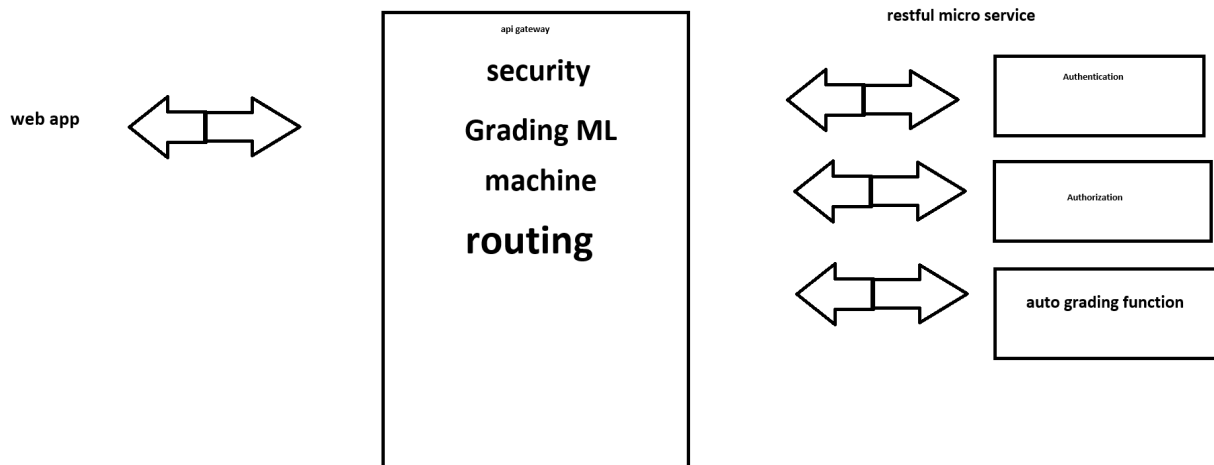 web app
api gateway
security
Grading ML
machine
routing
restful micro service
Authentication
Authorization
auto grading function